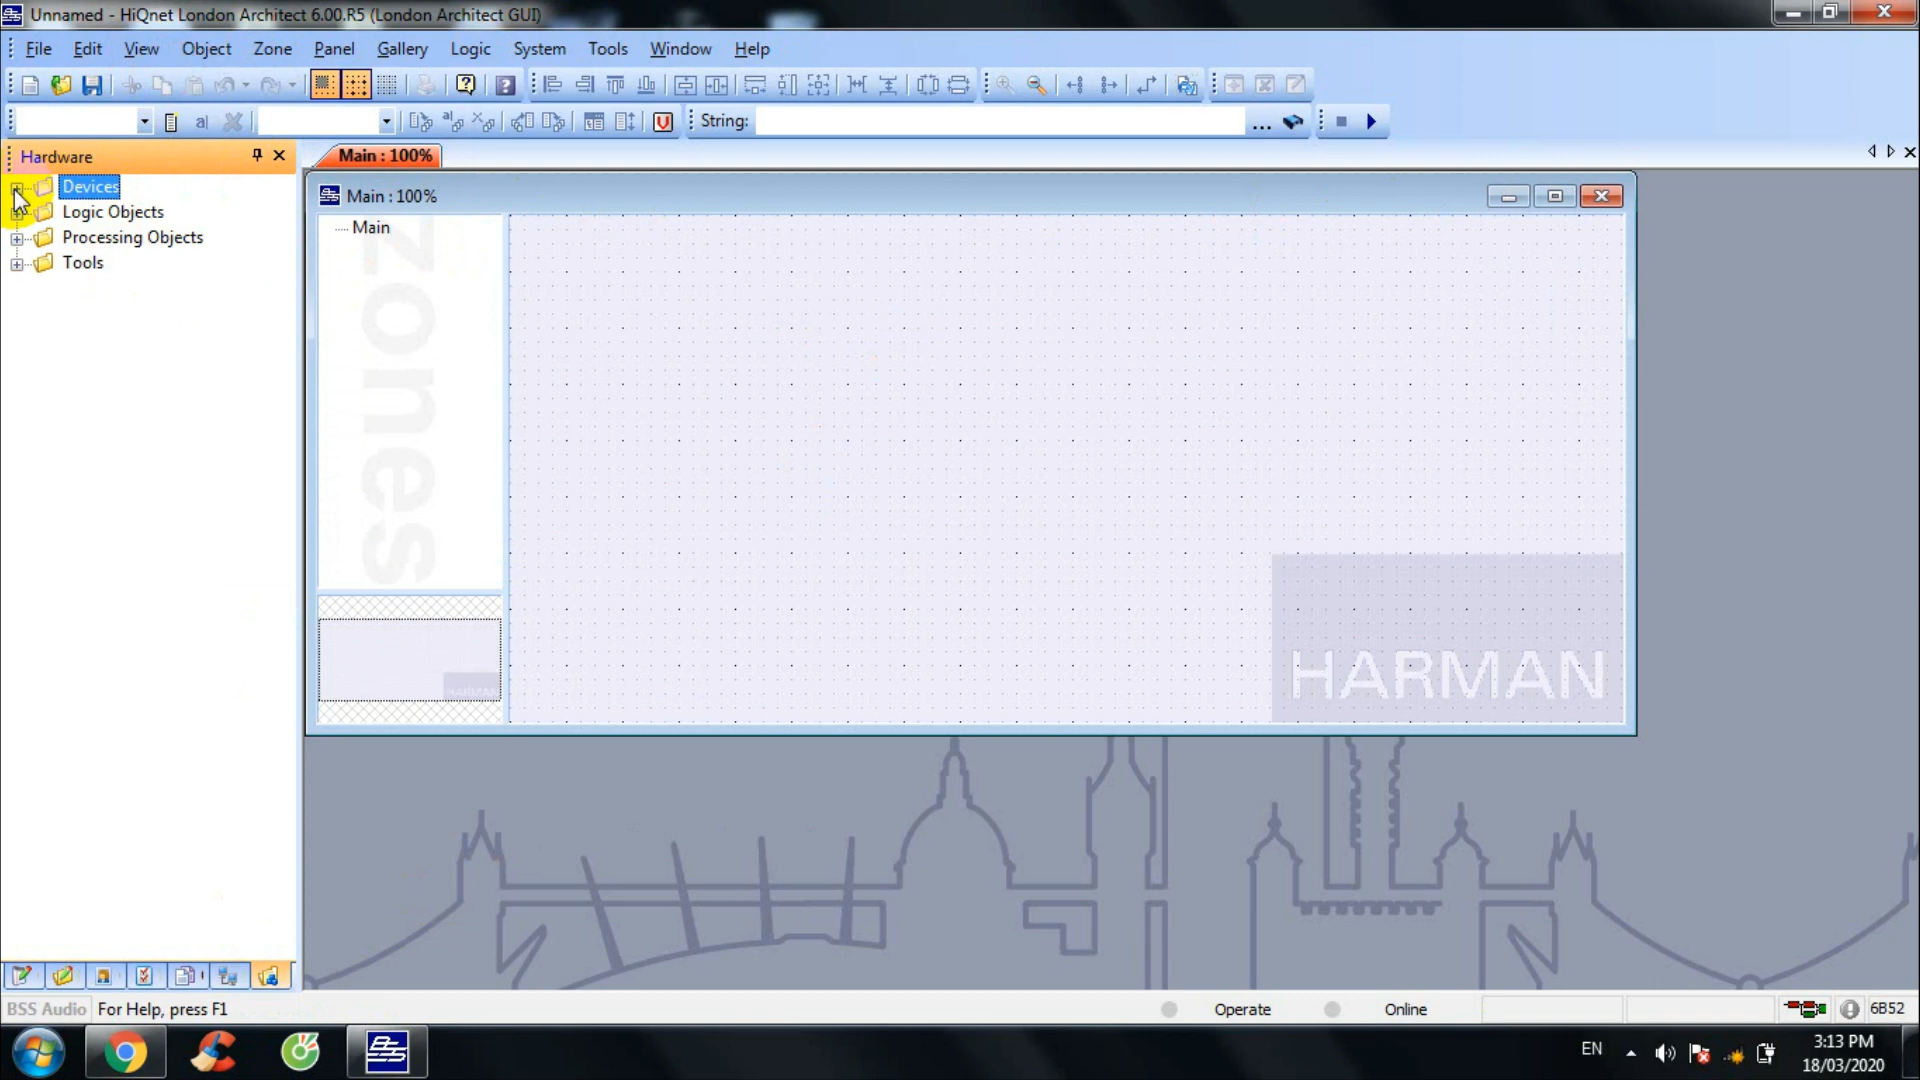 Unnamed - HiQnet London Architect 6.00.R5 (London Architect GUI)
File Edit View Object Zone Panel Gallery Logic System Tools Window Help
String:
Hardware
Main : 100%
Devices
Logic Objects
Processing Objects
Tools
Main : 100%
Main
zones
HARMAN
HARMAN
BSS Audio For Help, press F1
Operate
Online
6B52
EN
3:13 PM
18/03/2020